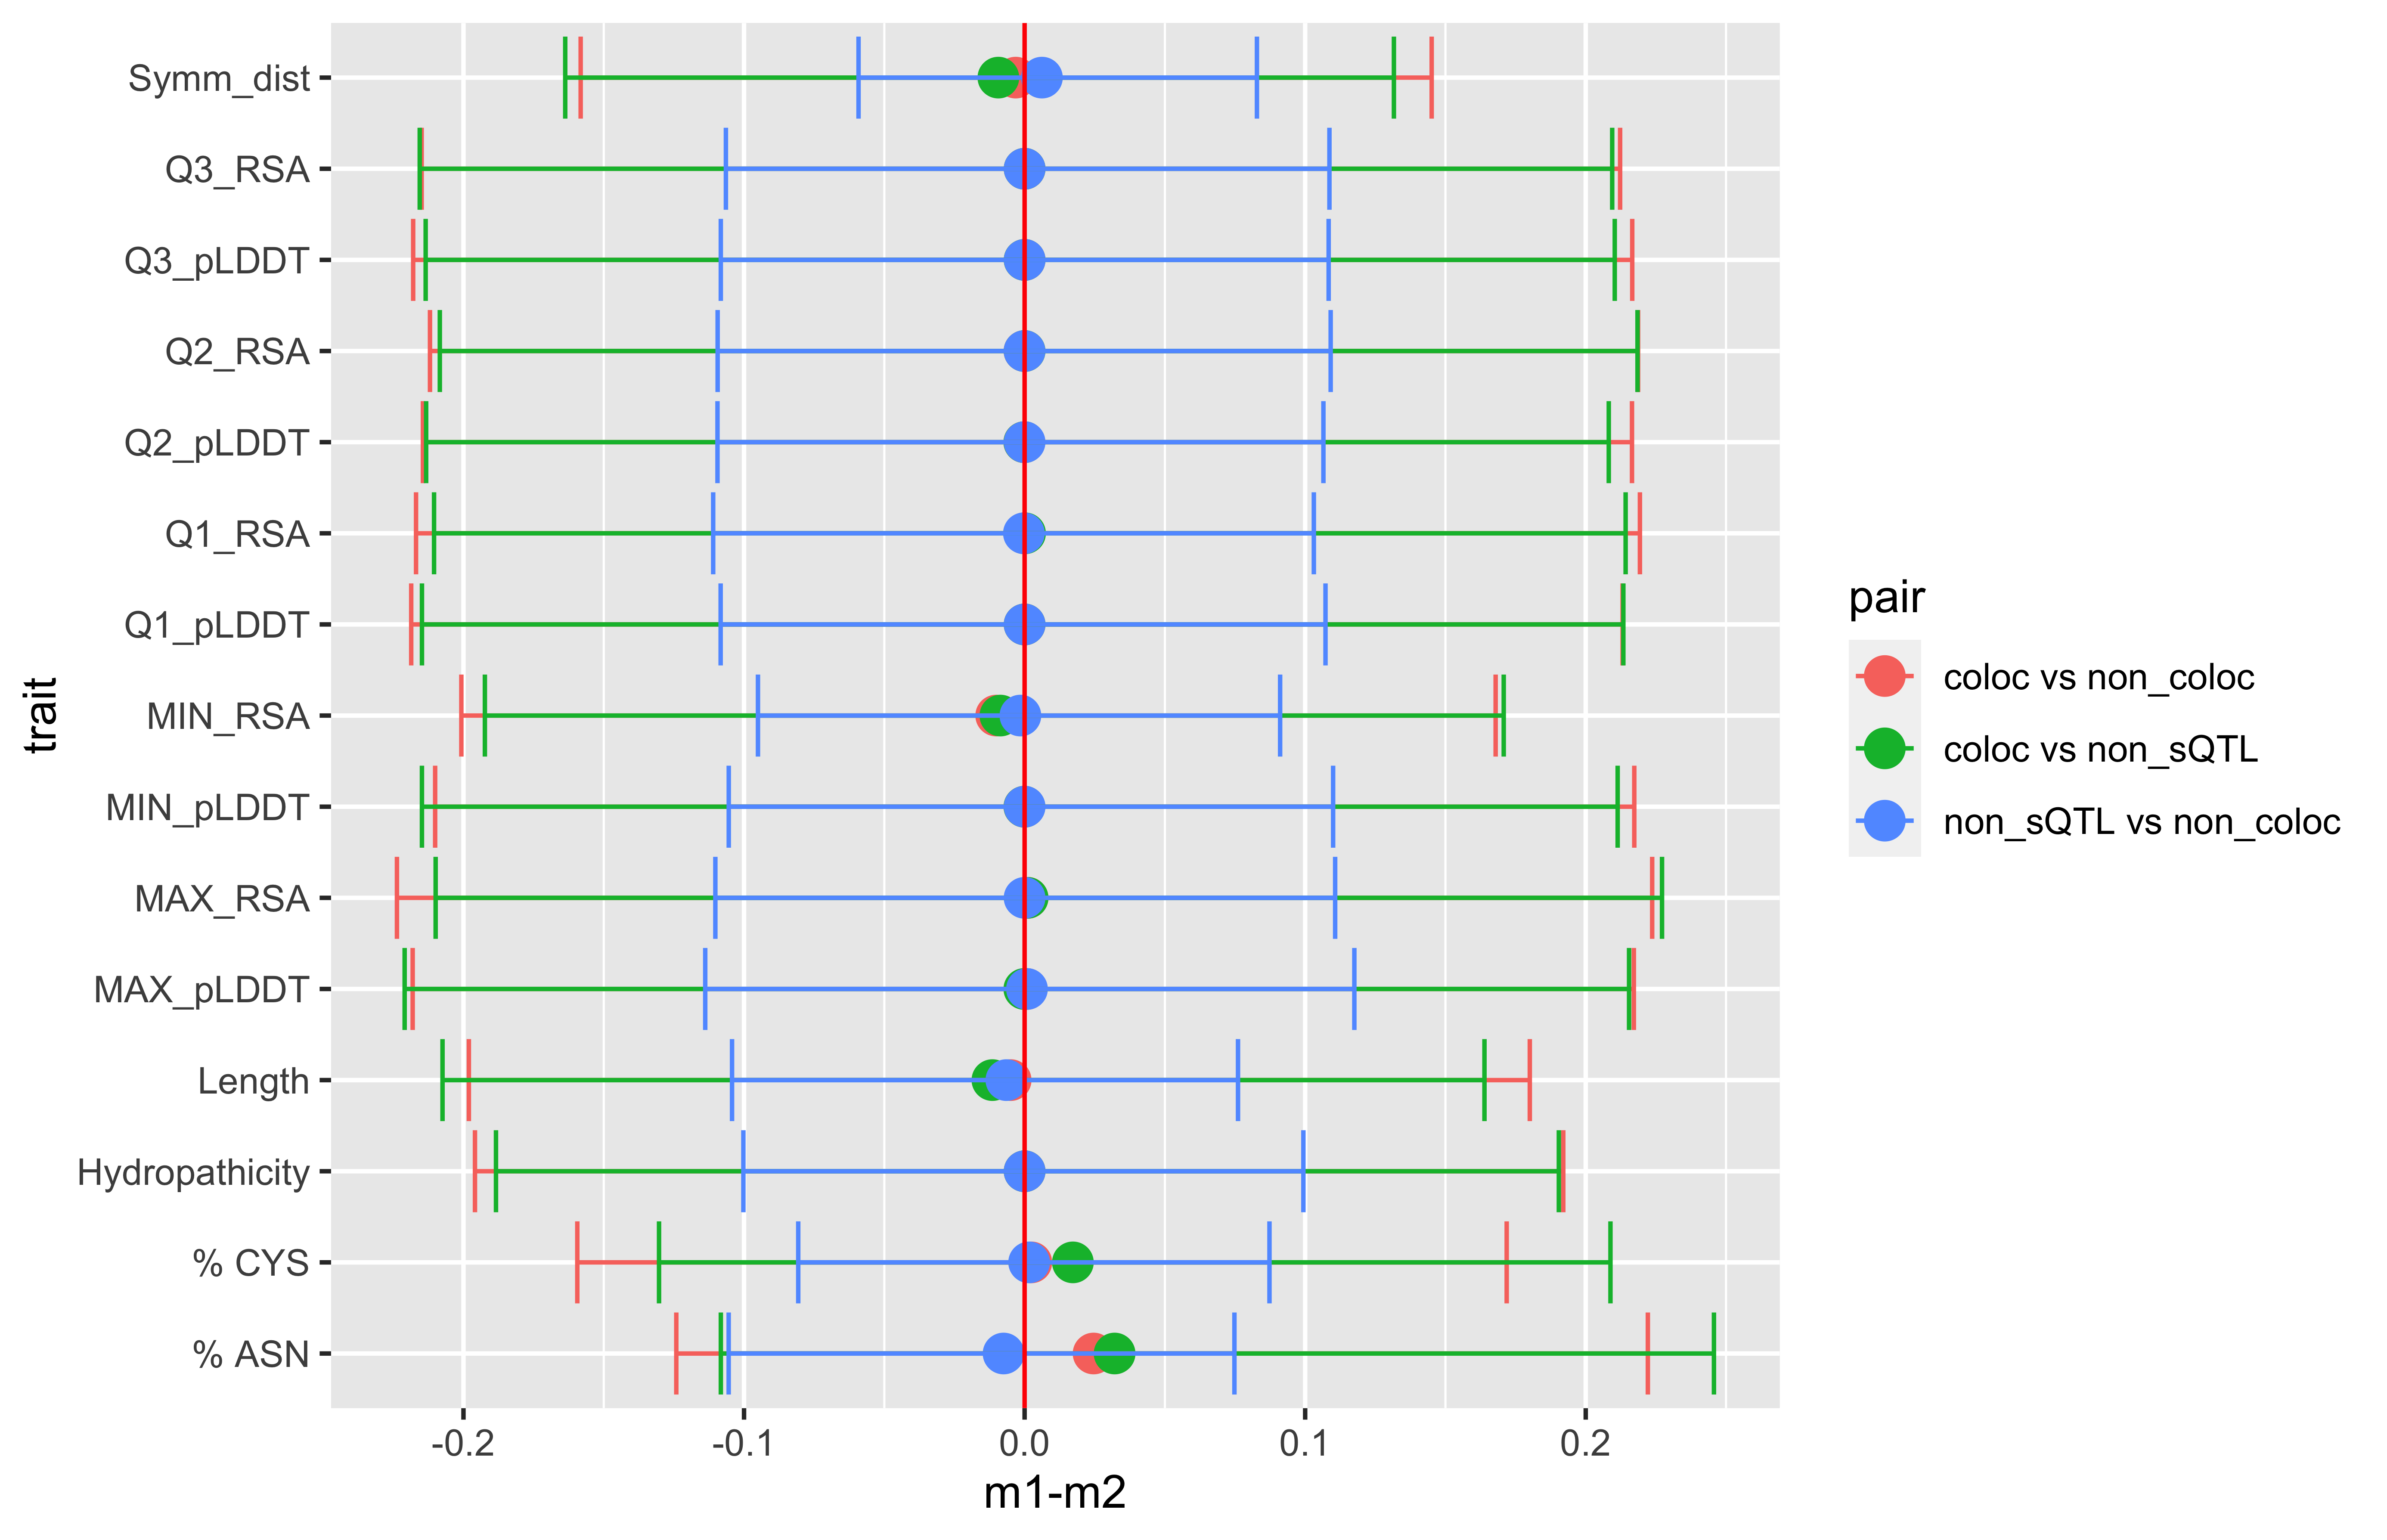 trait
Symm_dist
Q3_RSA
Q3_pLDDT
Q2_RSA
Q2_pLDDT
Q1_RSA
Q1_pLDDT
MIN_RSA
MIN_pLDDT
MAX_RSA
MAX_pLDDT
Length
Hydropathicity
% CYS
% ASN
-0.2 -0.1 0.0 0.1 0.2
m1-m2
pair
coloc vs non_coloc
coloc vs non_sQTL
non_sQTL vs non_coloc